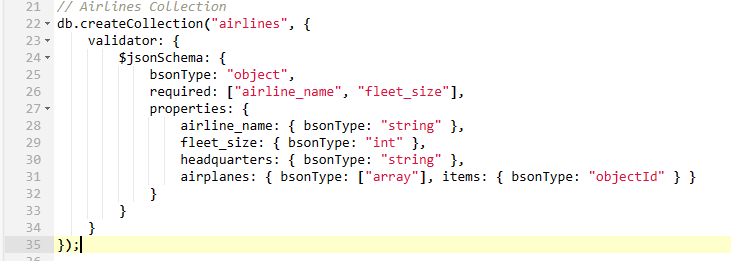 21 // Airlines Collection
22 db.createCollection("airlines", {
23     validator: {
24         $jsonSchema: {
25             bsonType: "object",
26             required: ["airline_name", "fleet_size"],
27             properties: {
28                 airline_name: { bsonType: "string" },
29                 fleet_size: { bsonType: "int" },
30                 headquarters: { bsonType: "string" },
31                 airplanes: { bsonType: ["array"], items: { bsonType: "objectId" } }
32             }
33         }
34     }
35 });